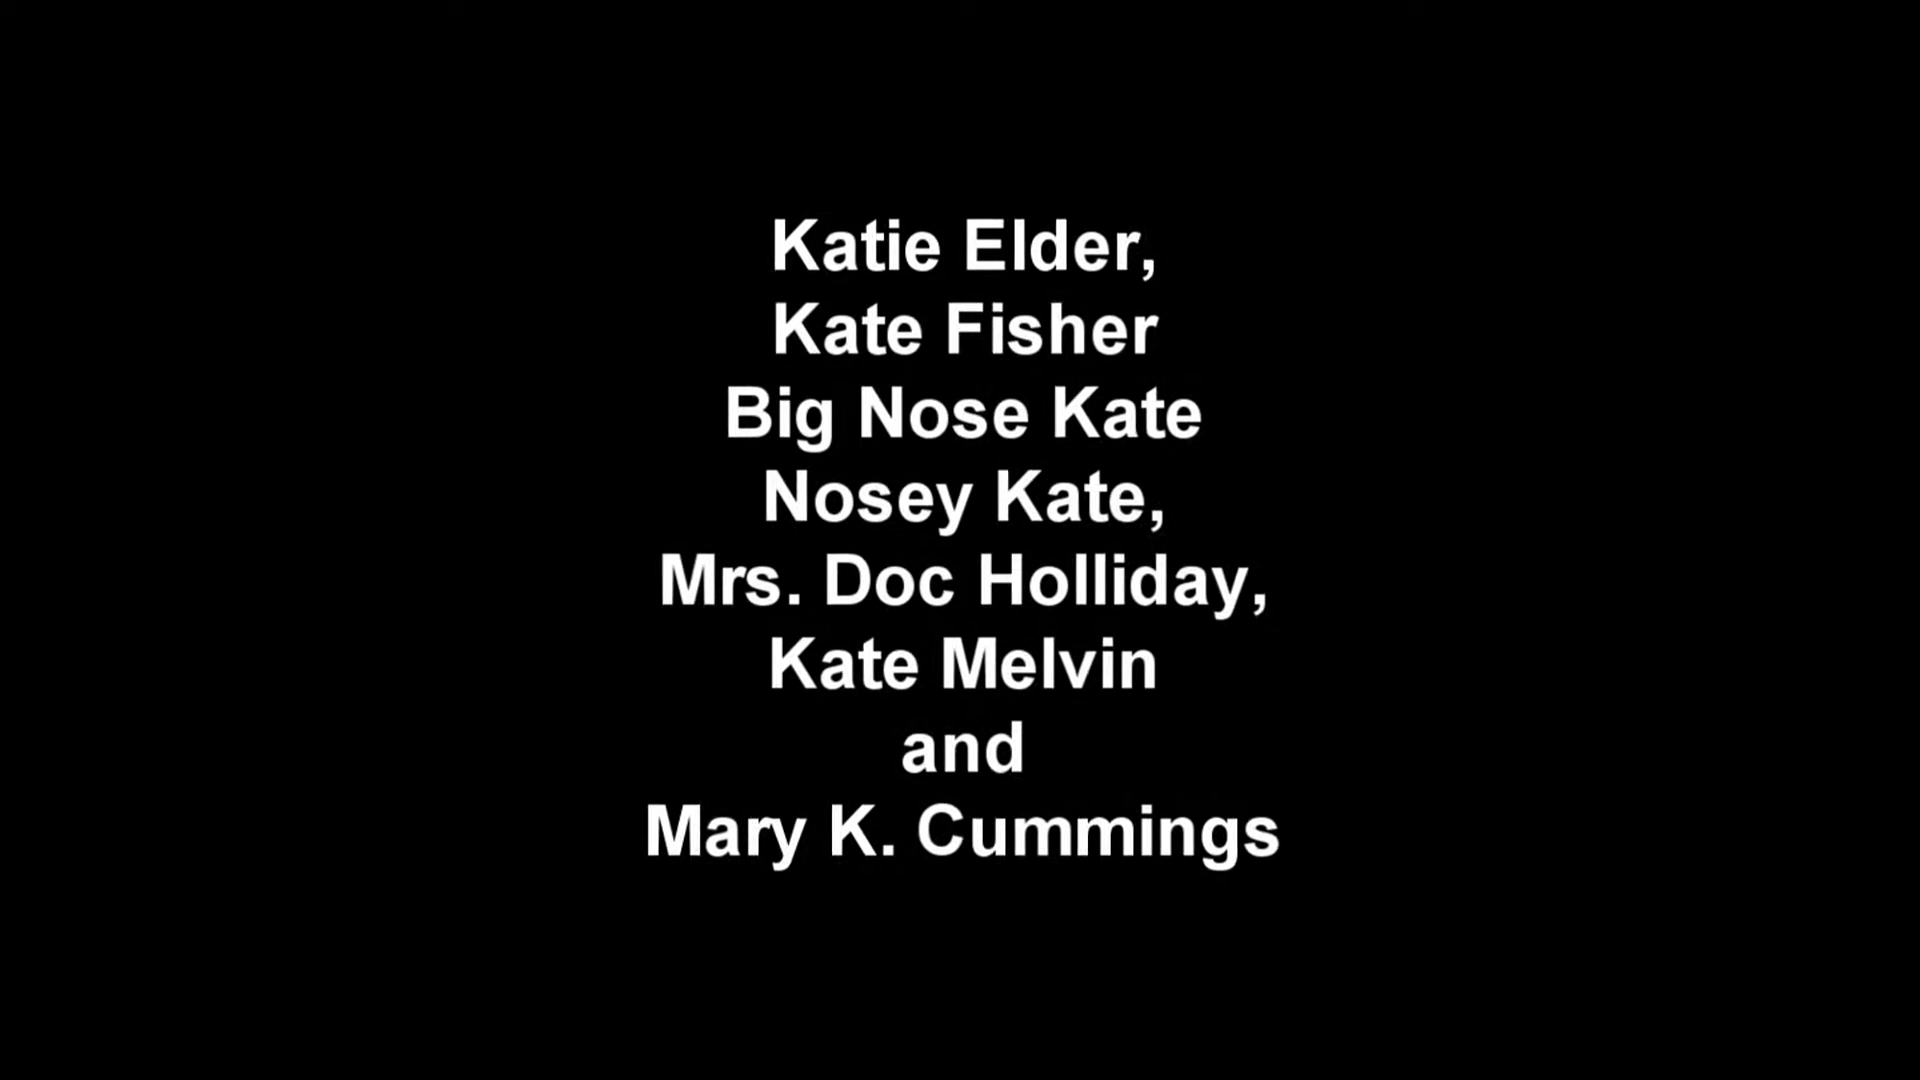 Katie Elder,
Kate Fisher
Big Nose Kate
Nosey Kate,
Mrs. Doc Holliday,
Kate Melvin
and
Mary K. Cummings